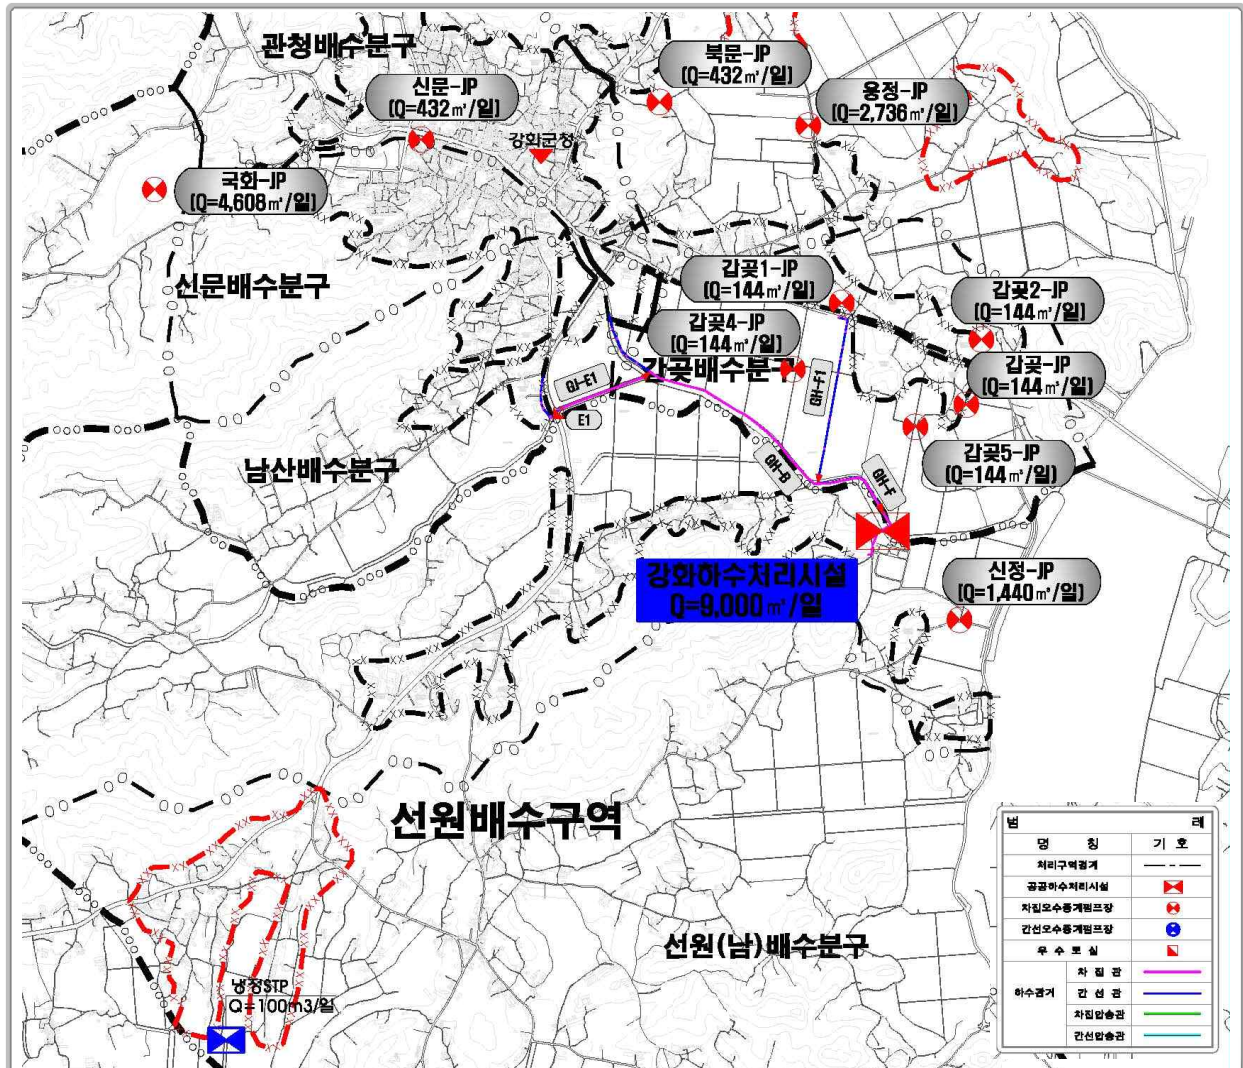 관청배수분구
북문-JP
(Q=432㎥/일)
신문-JP
(Q=432㎥/일)
용정-JP
(Q=2,736㎥/일)
강화군청
국화-JP
(Q=4,608㎥/일)
신문배수분구
갑곶1-JP
(Q=144㎥/일)
갑곶2-JP
(Q=144㎥/일)
갑곶4-JP
(Q=144㎥/일)
갑곶배수분구
갑곶-JP
(Q=144㎥/일)
GJ-E1
GH-F1
E1
남산배수분구
갑곶5-JP
(Q=144㎥/일)
GH-B
GH-F
강화하수처리시설
Q=9,000㎥/일
신정-JP
(Q=1,440㎥/일)
선원배수구역
선원(남)배수분구
냉정STP
Q=100m3/일
범 례
명 칭 기 호
처리구역경계
공공하수처리시설
차집오수중계펌프장
간선오수중계펌프장
우 수 토 실
하수관거
차 집 관
간 선 관
차집압송관
간선압송관